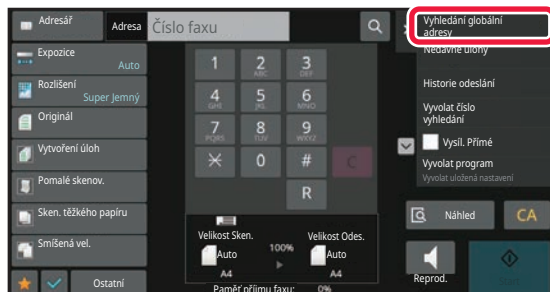 Adresář
Adresa
Číslo faxu
Vyhledání globální
adresy
Nedávné úlohy
Expozice
Auto
Rozlišení
Super Jemný
Originál
Vytvoření úloh
Pomalé skenov.
Sken. těžkého papíru
Smíšená vel.
Ostatní
1
2
ABC
3
DEF
4
GHI
5
JKL
6
MNO
7
PQRS
8
TUV
9
WXYZ
0
#
C
R
Velikost Sken.
Auto
A4
100%
Velikost Odes.
Auto
A4
Paměť příjmu faxu: 0%
Historie odeslání
Vyvolat číslo
vyhledání
Vysíl. Přímé
Vyvolat program
Vyvolat uložená nastavení
Náhled
CA
Reprod.